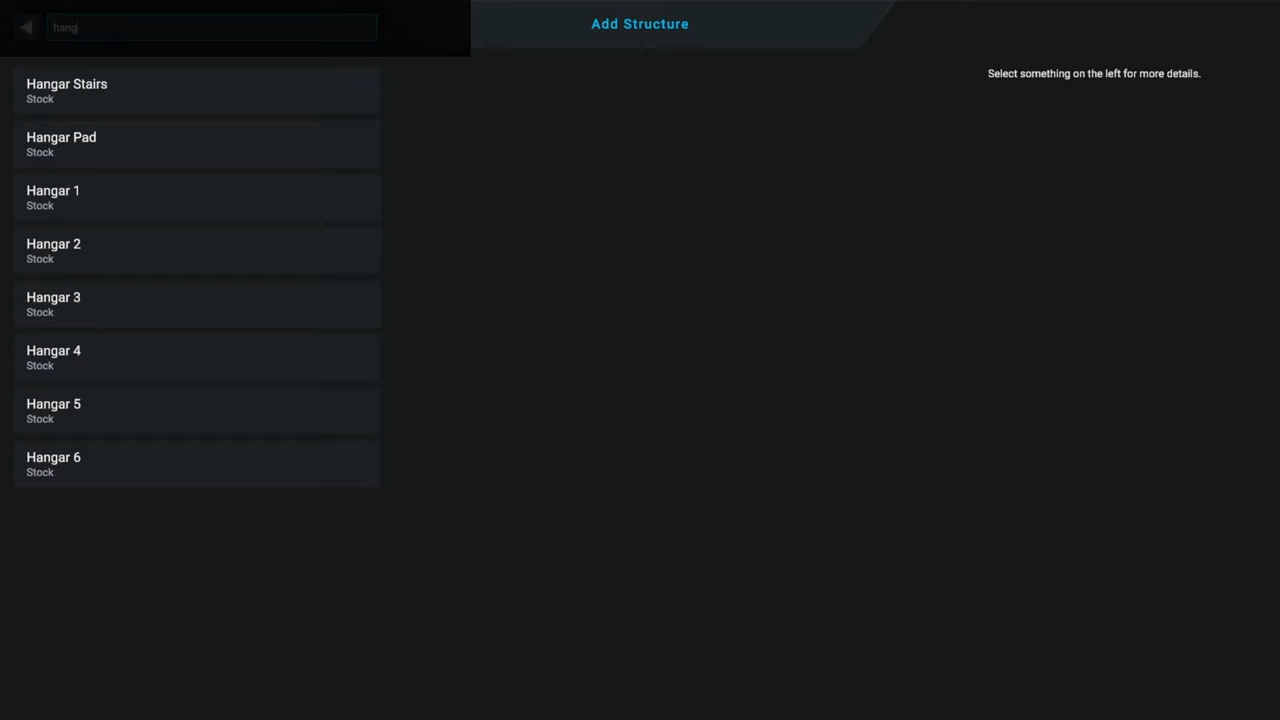 hang
Add Structure
Select something on the left for more details.
Hangar Stairs
Stock
Hangar Pad
Stock
Hangar 1
Stock
Hangar 2
Stock
Hangar 3
Stock
Hangar 4
Stock
Hangar 5
Stock
Hangar 6
Stock